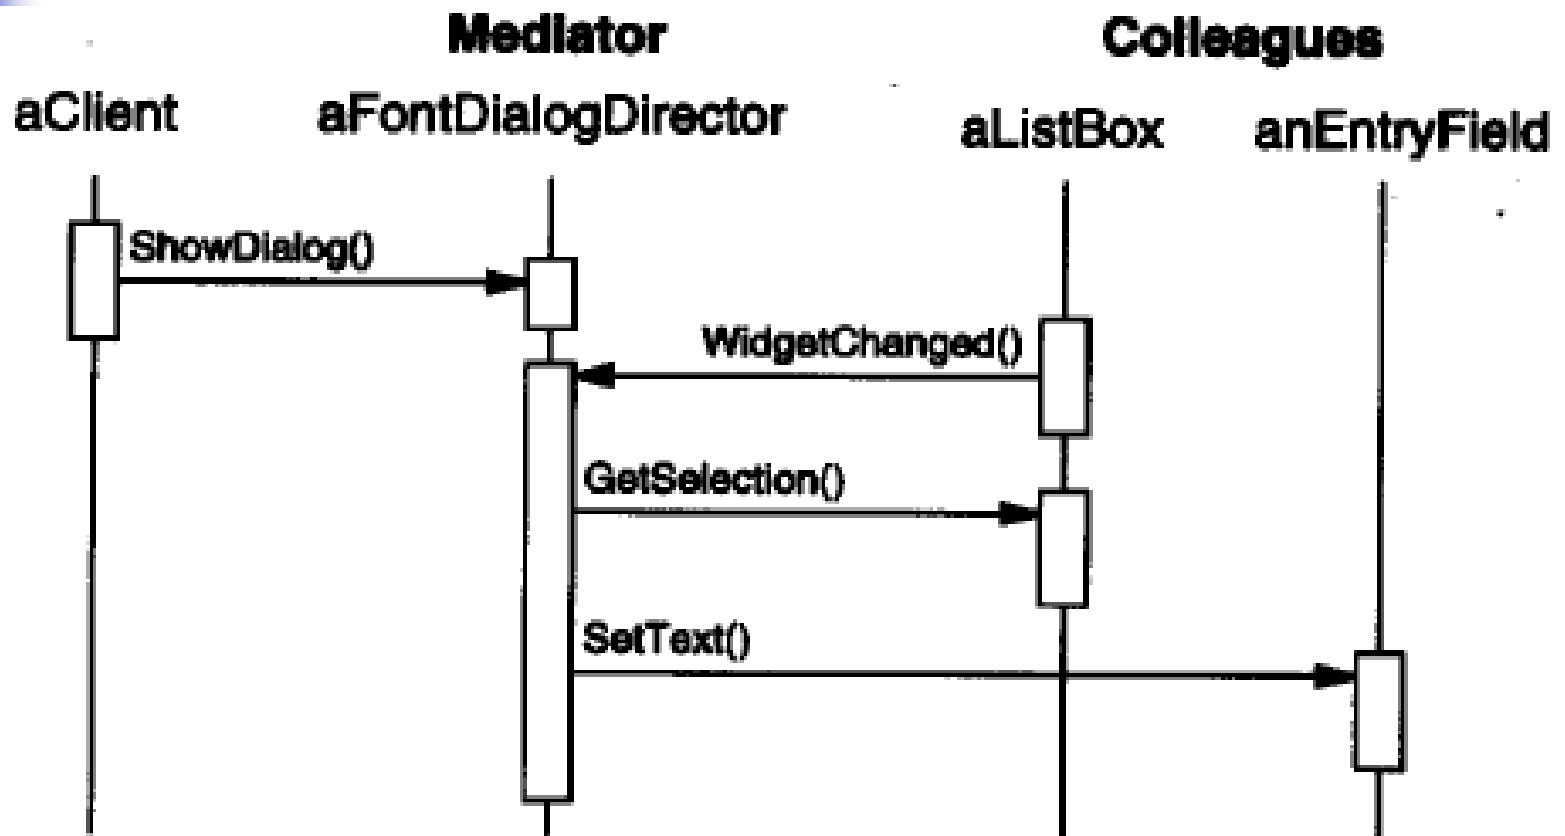 Mediator
Colleagues
aClient
aFontDialogDirector
aListBox
anEntryField
ShowDialog()
WidgetChanged()
GetSelection()
SetText()